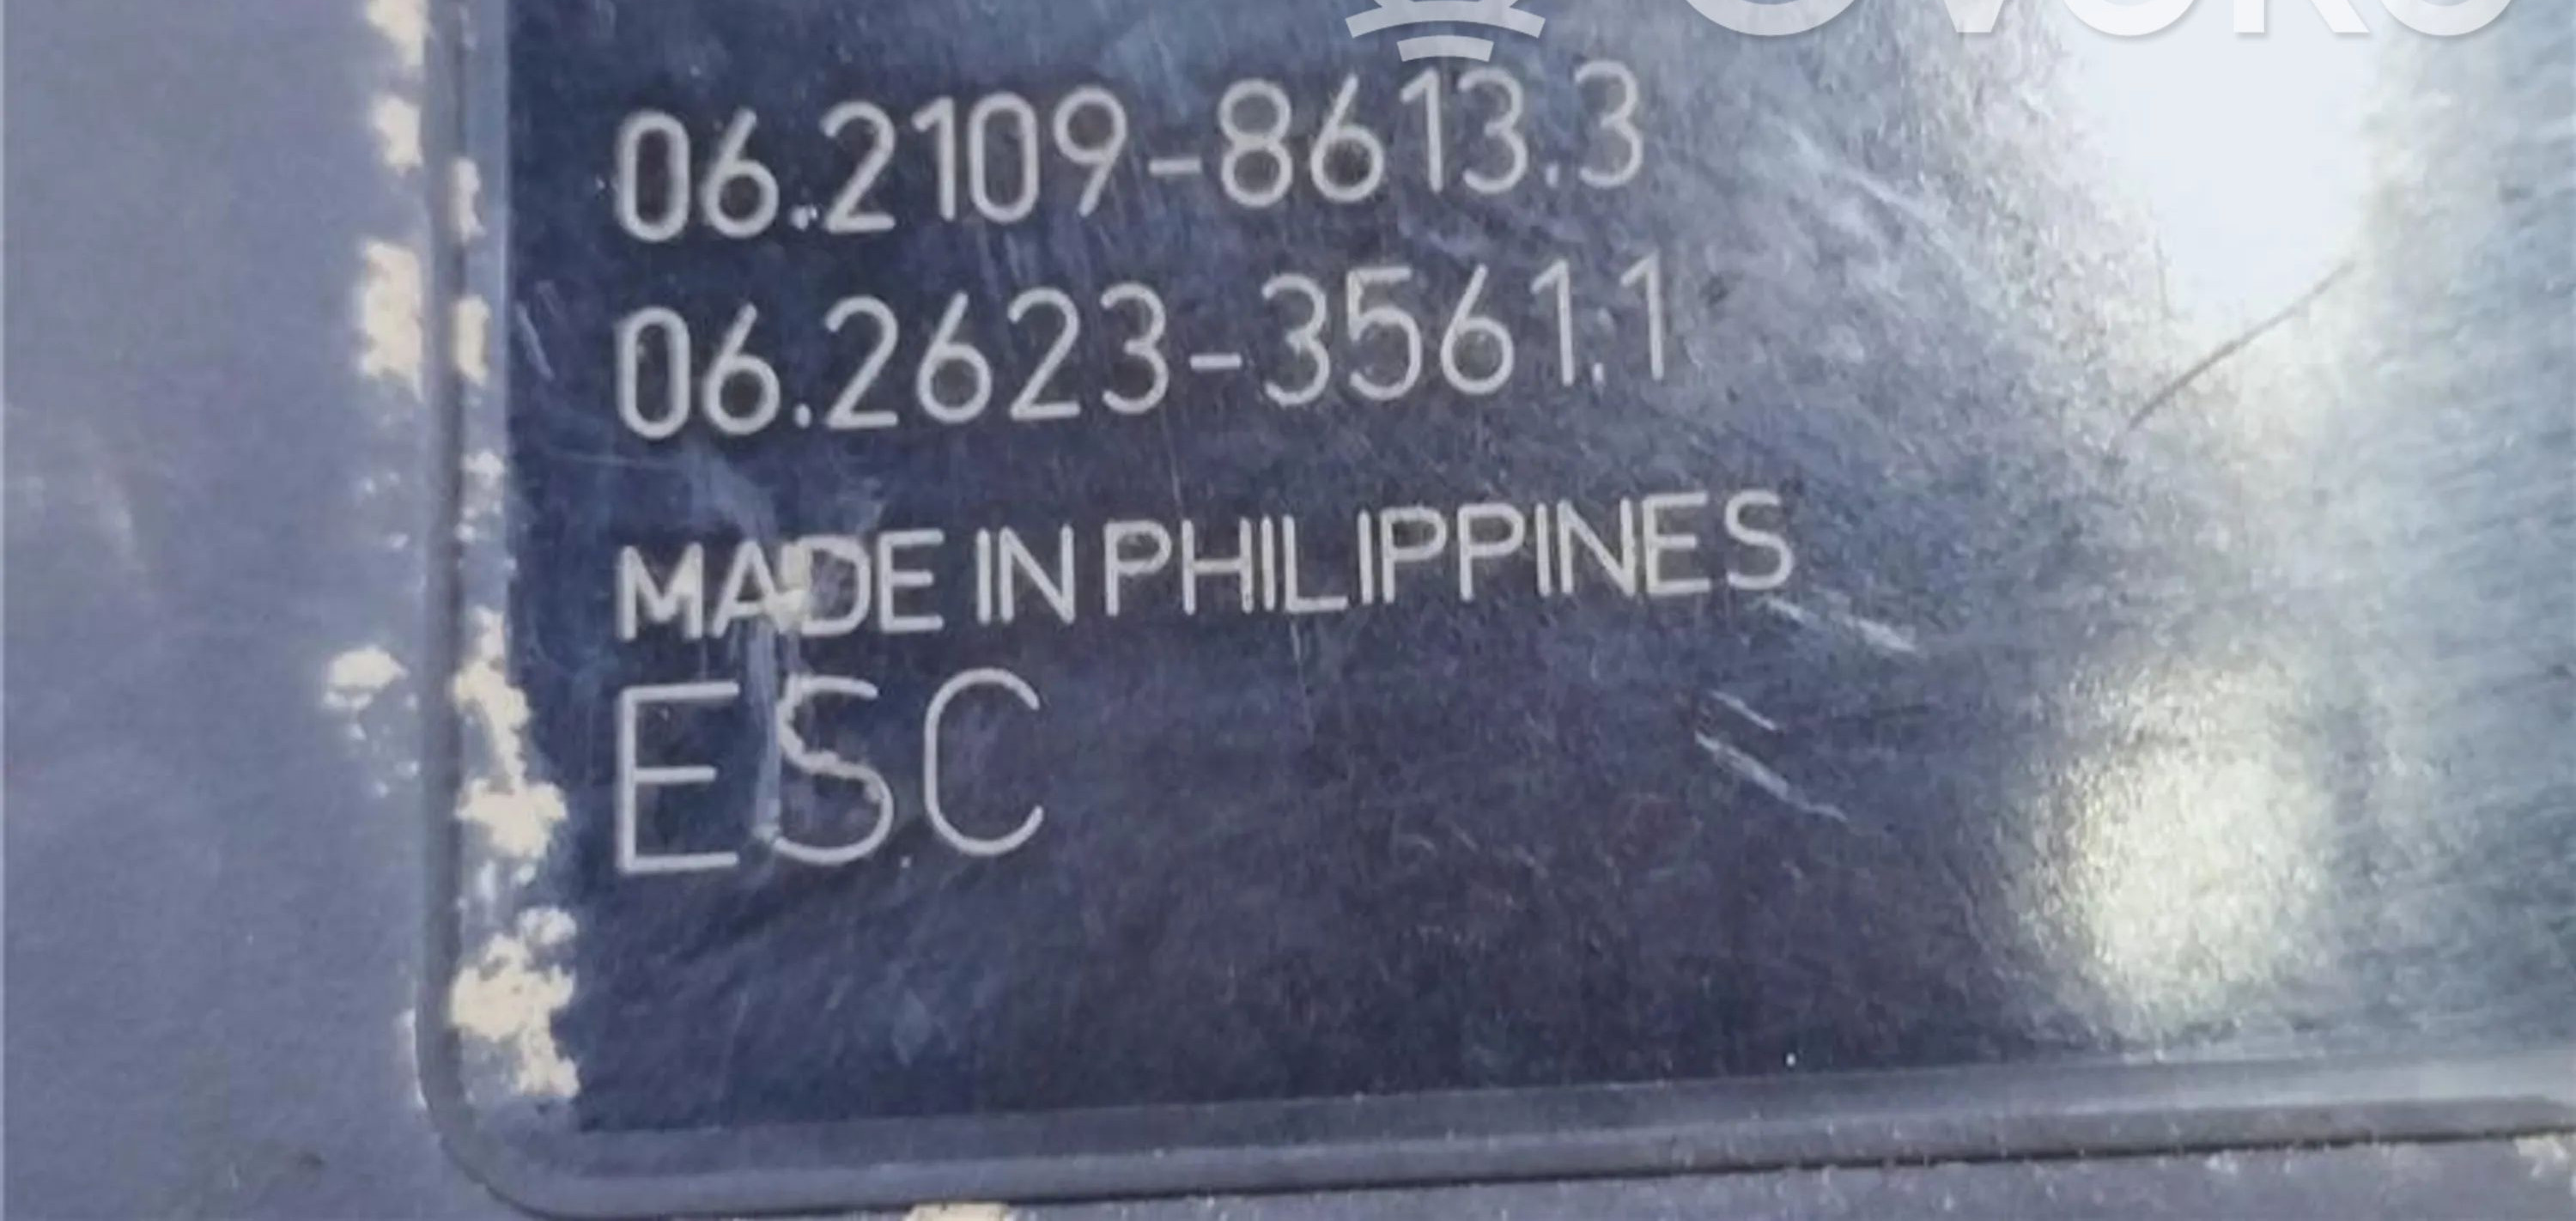 06.2109-8613.3
06.2623-3561.1
MADE IN PHILIPPINES
ESC